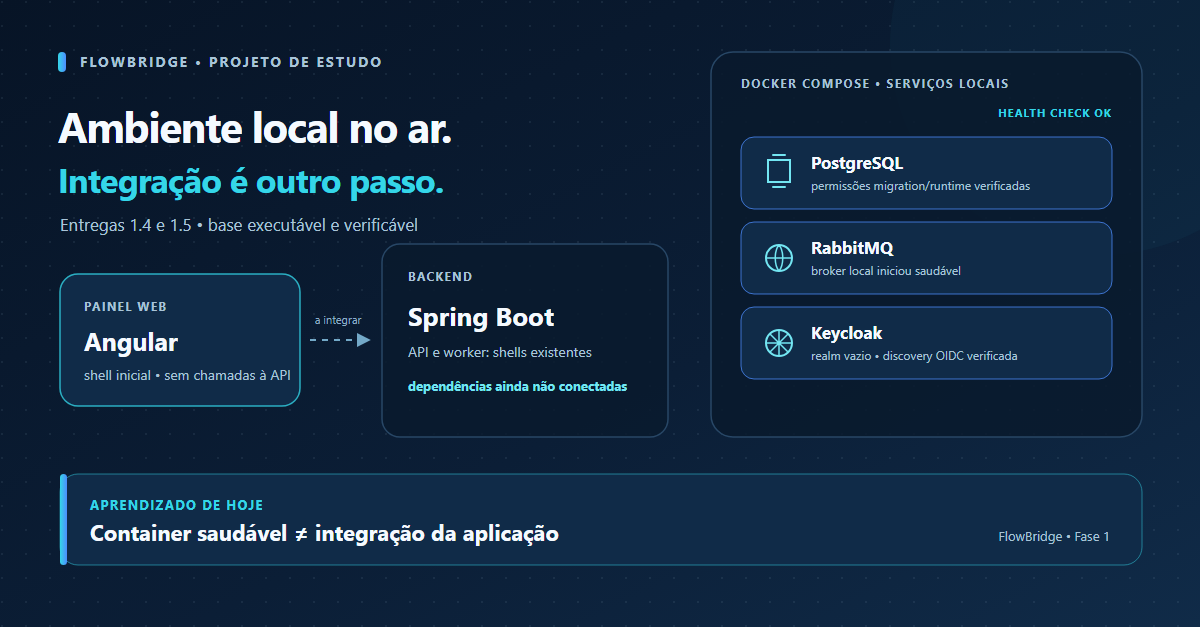 FLOWBRIDGE • PROJETO DE ESTUDO
Ambiente local no ar.
Integração é outro passo.
Entregas 1.4 e 1.5 • base executável e verificável
PAINEL WEB
Angular
shell inicial • sem chamadas à API
a integrar
BACKEND
Spring Boot
API e worker: shells existentes
dependências ainda não conectadas
DOCKER COMPOSE • SERVIÇOS LOCAIS
HEALTH CHECK OK
PostgreSQL
permissões migration/runtime verificadas
RabbitMQ
broker local iniciou saudável
Keycloak
realm vazio • discovery OIDC verificada
APRENDIZADO DE HOJE
Container saudável ≠ integração da aplicação
FlowBridge • Fase 1